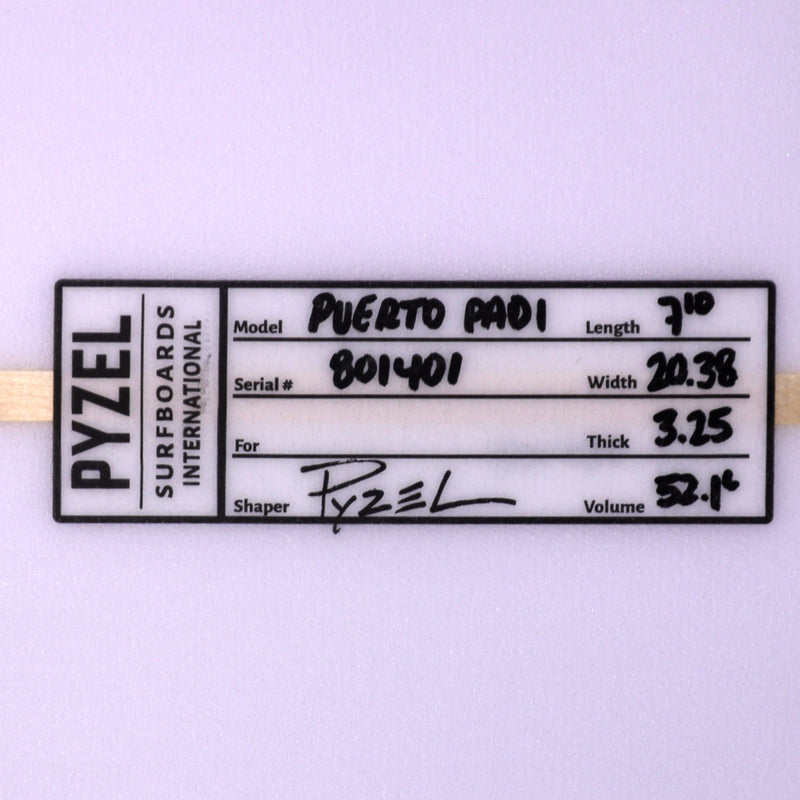 PYZEL
SURFBOARDS
INTERNATIONAL
Model PUERTO PADI Length 7'10
Serial # 801401 Width 20.38
For Thick 3.25
Shaper PYZEL Volume 52.1L